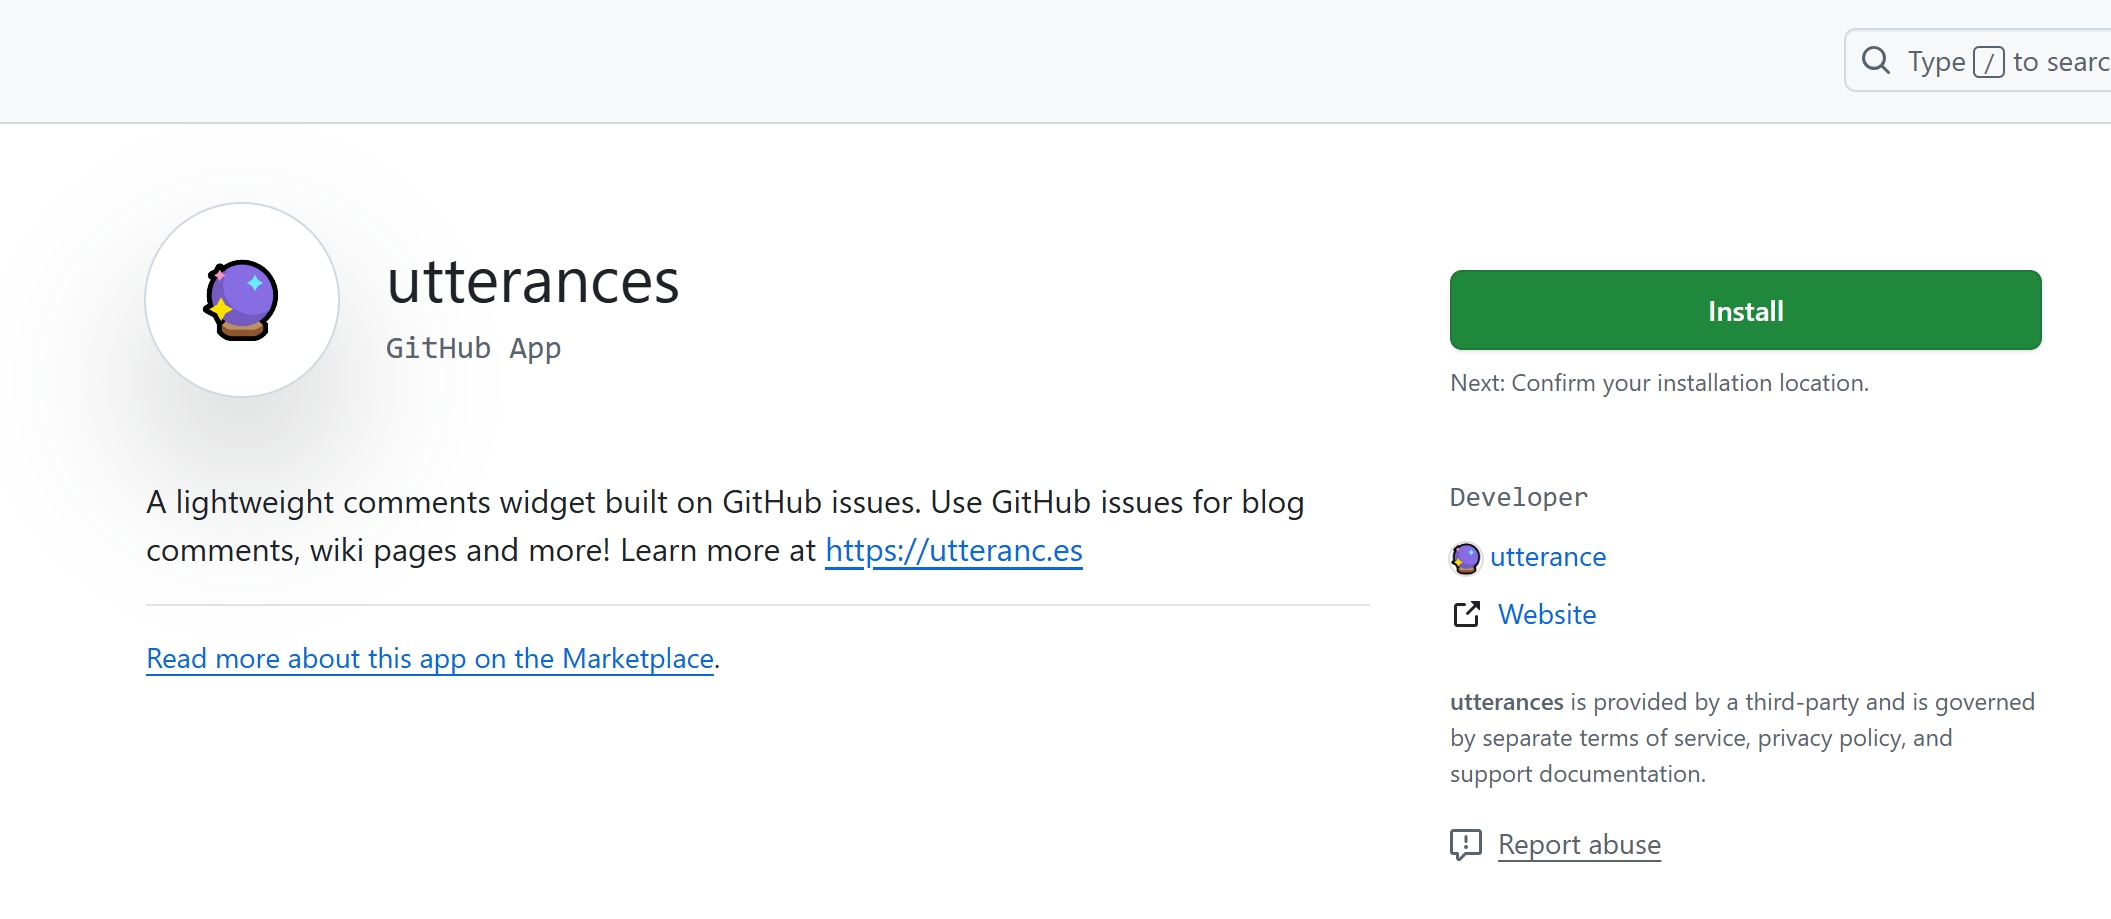 Type / to searc
utterances
GitHub App
Install
Next: Confirm your installation location.
A lightweight comments widget built on GitHub issues. Use GitHub issues for blog
comments, wiki pages and more! Learn more at https://utteranc.es
Read more about this app on the Marketplace.
Developer
utterance
Website
utterances is provided by a third-party and is governed
by separate terms of service, privacy policy, and
support documentation.
Report abuse